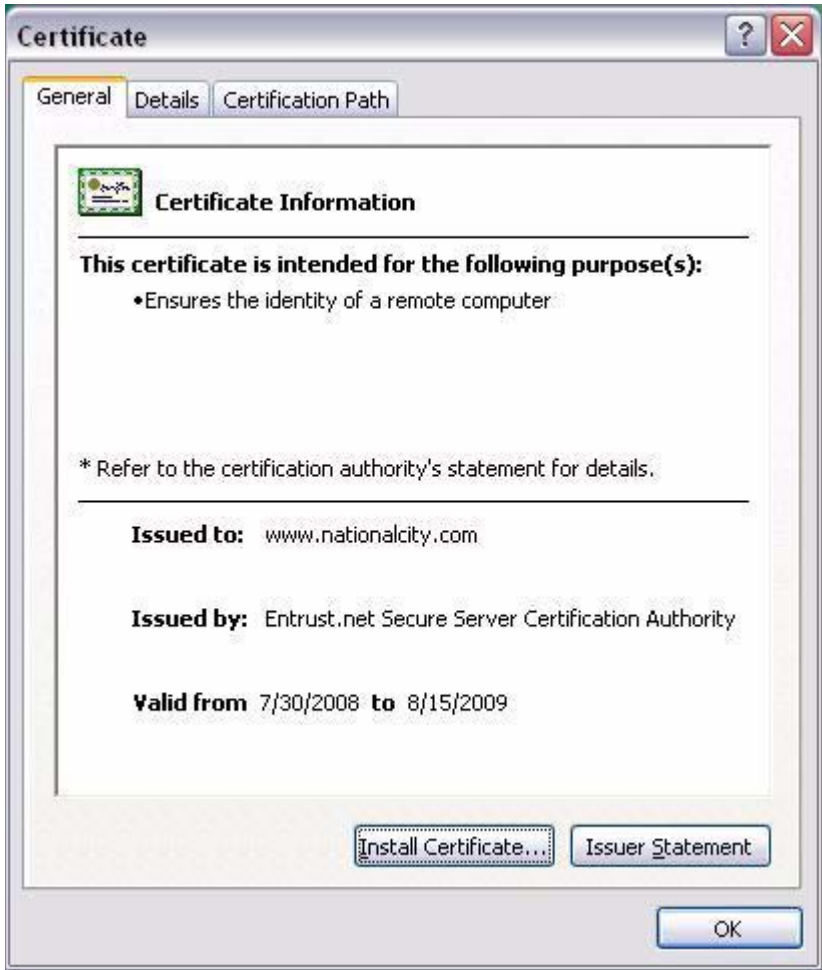 Certificate
General Details Certification Path
Certificate Information
This certificate is intended for the following purpose(s):
•Ensures the identity of a remote computer
* Refer to the certification authority's statement for details.
Issued to: www.nationalcity.com
Issued by: Entrust.net Secure Server Certification Authority
Valid from 7/30/2008 to 8/15/2009
Install Certificate... Issuer Statement
OK